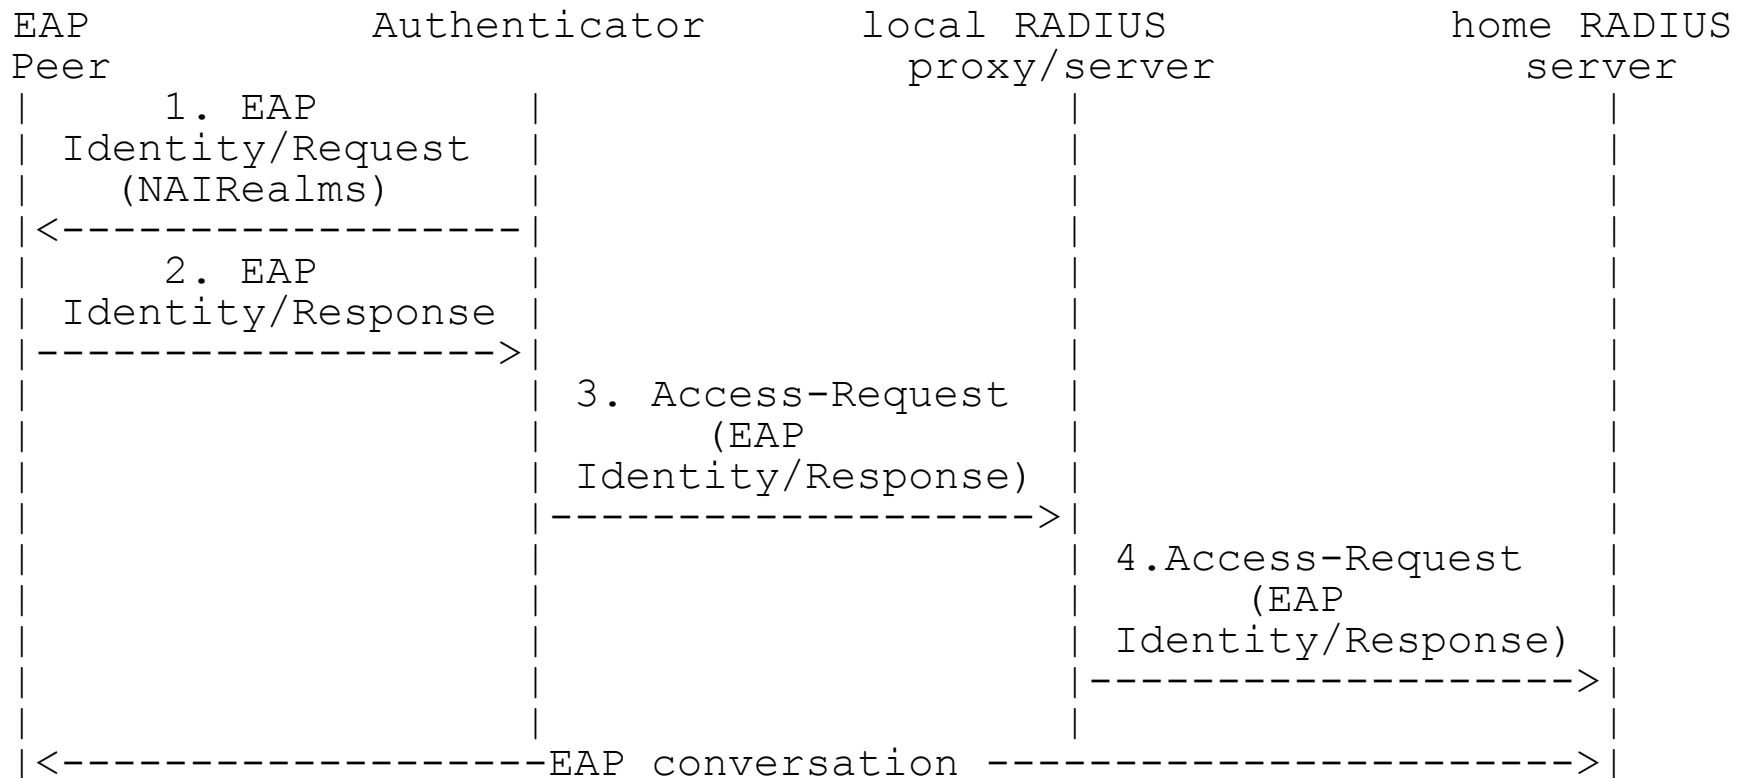 EAP Authenticator local RADIUS home RADIUS
Peer proxy/server server
| 1. EAP | | |
| Identity/Request | | |
| (NAIRealms) | | |
|<------------------| | |
| 2. EAP | | |
| Identity/Response | | |
|------------------>| | |
| | 3. Access-Request | |
| | (EAP | |
| | Identity/Response) | |
| |------------------->| |
| | | 4.Access-Request |
| | | (EAP |
| | | Identity/Response) |
| | |------------------->|
| | | |
|<-------------------EAP conversation ----------------------->|